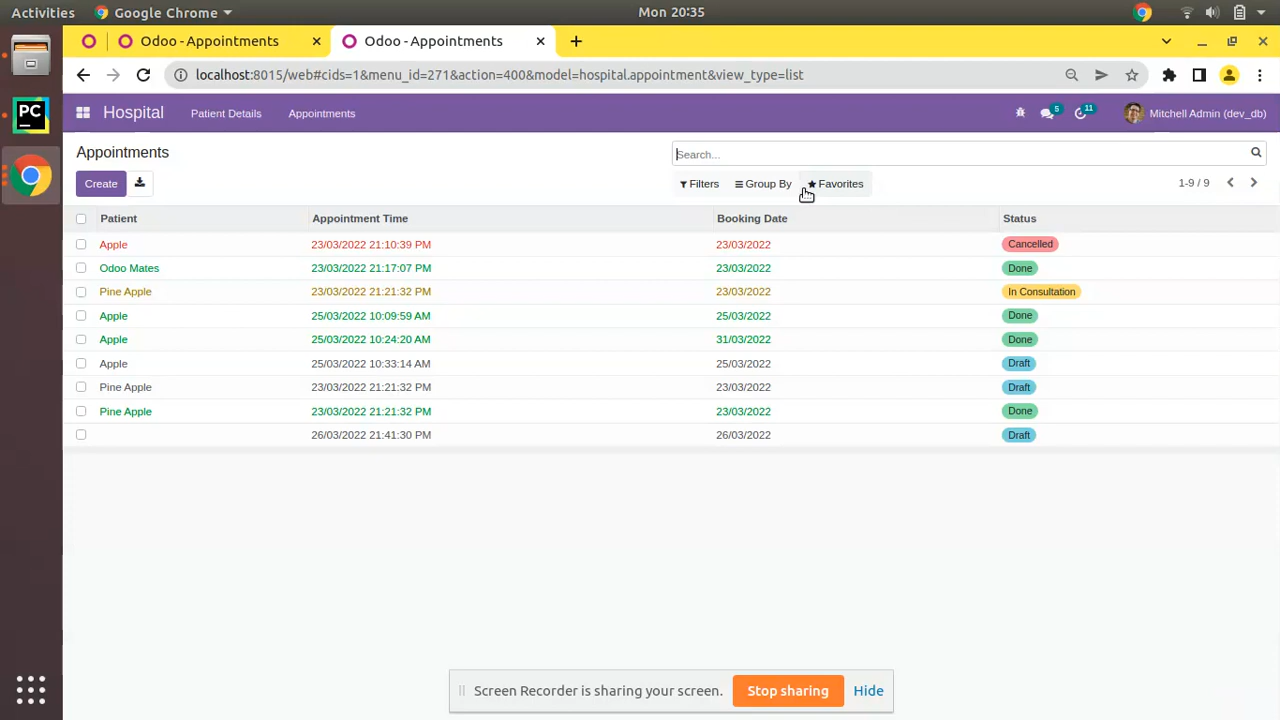 Activities Google Chrome Mon 20:35
Odoo - Appointments Odoo - Appointments
localhost:8015/web#cids=1&menu_id=271&action=400&model=hospital.appointment&view_type=list
PC Hospital Patient Details Appointments 5 11 Mitchell Admin (dev_db)
Appointments Search...
Create Filters Group By Favorites 1-9 / 9
Patient Appointment Time Booking Date Status
Apple 23/03/2022 21:10:39 PM 23/03/2022 Cancelled
Odoo Mates 23/03/2022 21:17:07 PM 23/03/2022 Done
Pine Apple 23/03/2022 21:21:32 PM 23/03/2022 In Consultation
Apple 25/03/2022 10:09:59 AM 25/03/2022 Done
Apple 25/03/2022 10:24:20 AM 31/03/2022 Done
Apple 25/03/2022 10:33:14 AM 25/03/2022 Draft
Pine Apple 23/03/2022 21:21:32 PM 23/03/2022 Draft
Pine Apple 23/03/2022 21:21:32 PM 23/03/2022 Done
26/03/2022 21:41:30 PM 26/03/2022 Draft
Screen Recorder is sharing your screen. Stop sharing Hide